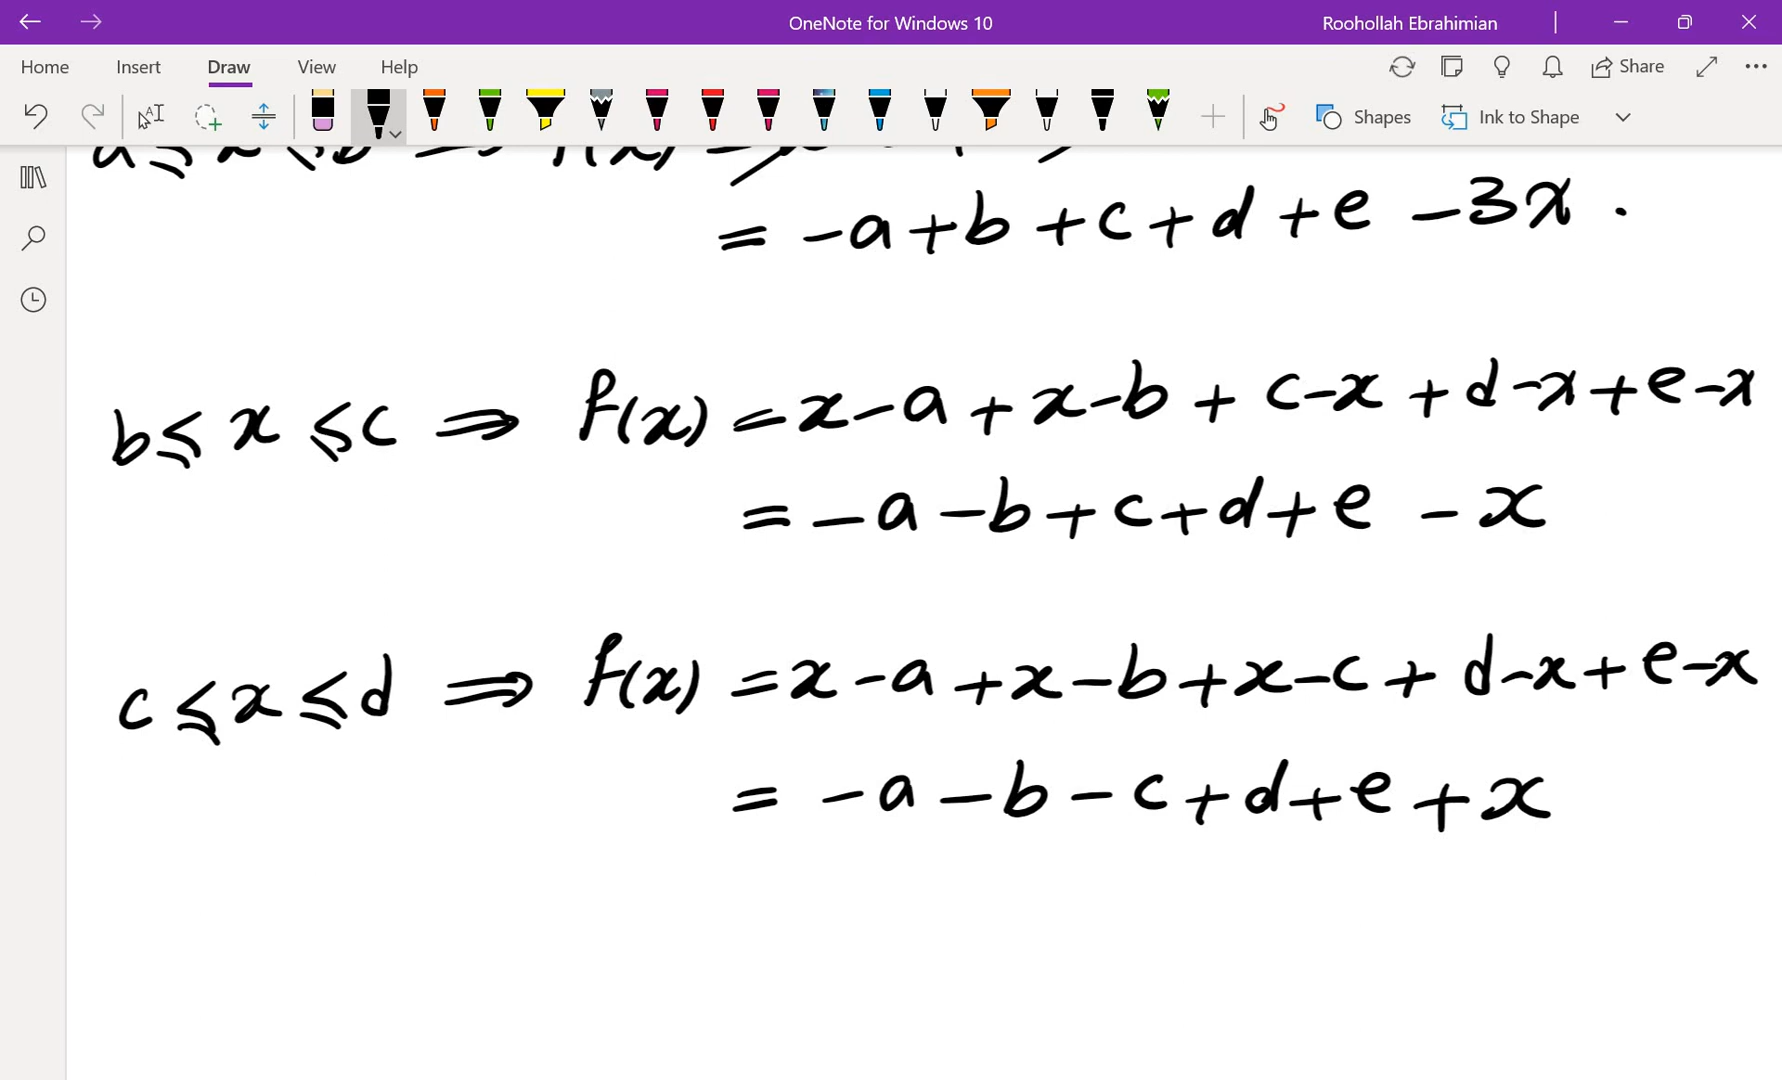 OneNote for Windows 10
Roohollah Ebrahimian
Home Insert Draw View Help
Share
Shapes
Ink to Shape
a ≤ x ≤ b ⇒ f(x) =
= -a+b+c+d+e-3x.
b ≤ x ≤ c ⇒ f(x) = x-a+x-b+c-x+d-x+e-x
= -a-b+c+d+e-x
c ≤ x ≤ d ⇒ f(x) = x-a+x-b+x-c+d-x+e-x
= -a-b-c+d+e+x